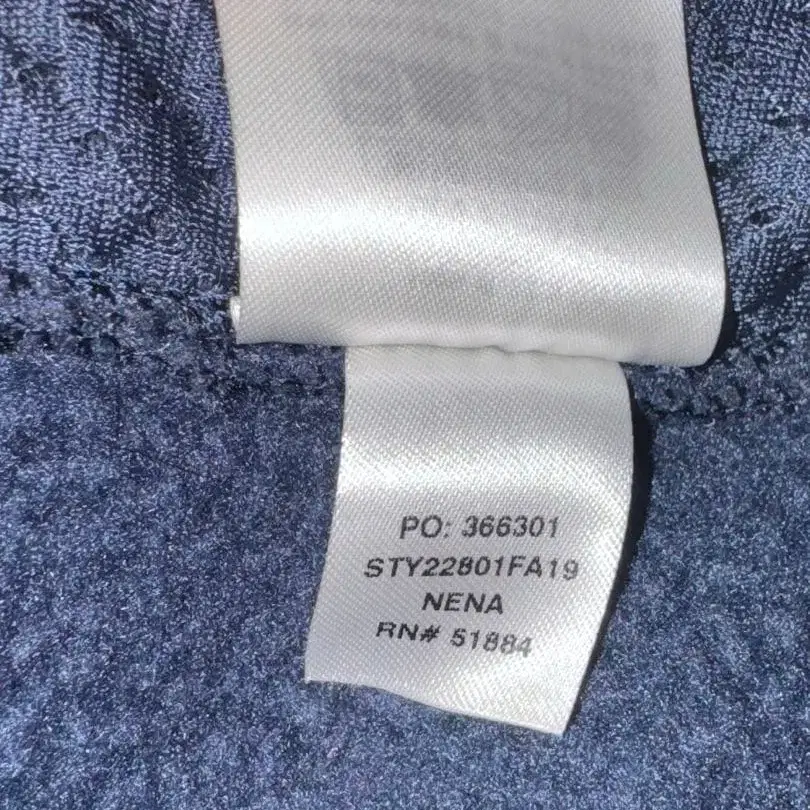 PO: 366301
STY22801FA19
NENA
RN# 51884